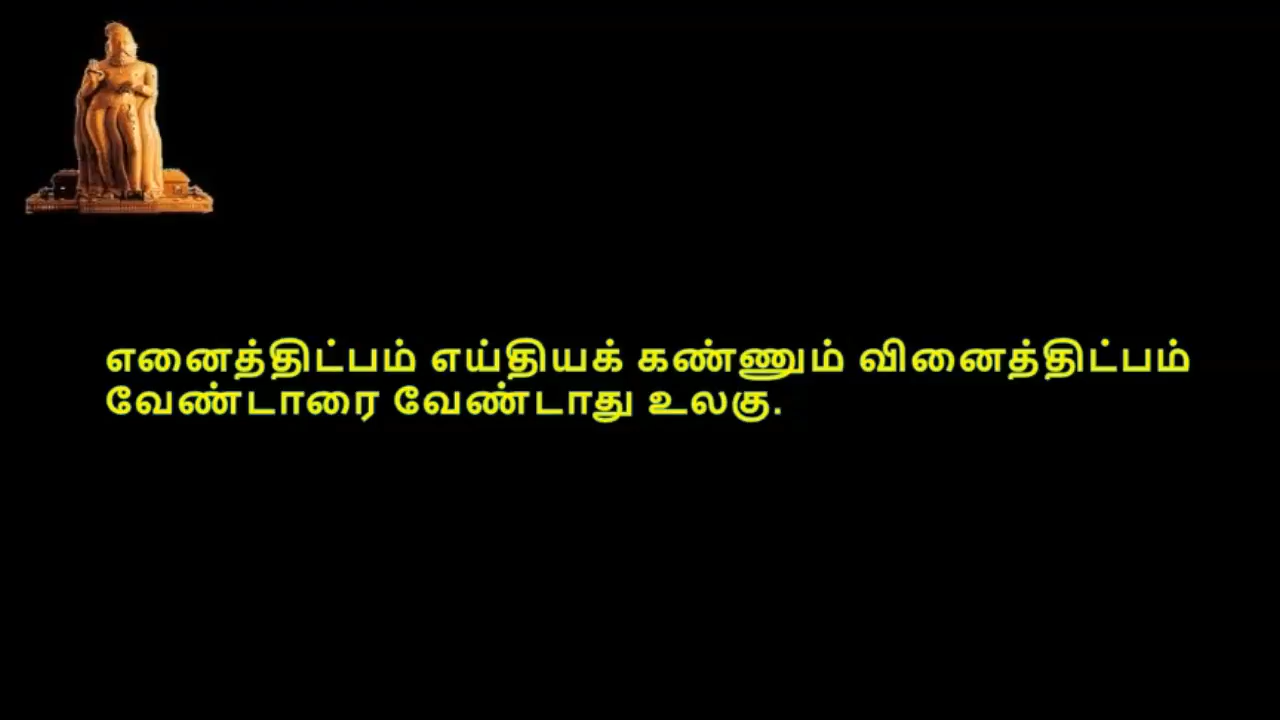 எனைத்திட்பம் எய்தியக் கண்ணும் வினைத்திட்பம்
வேண்டாரை வேண்டாது உலகு.